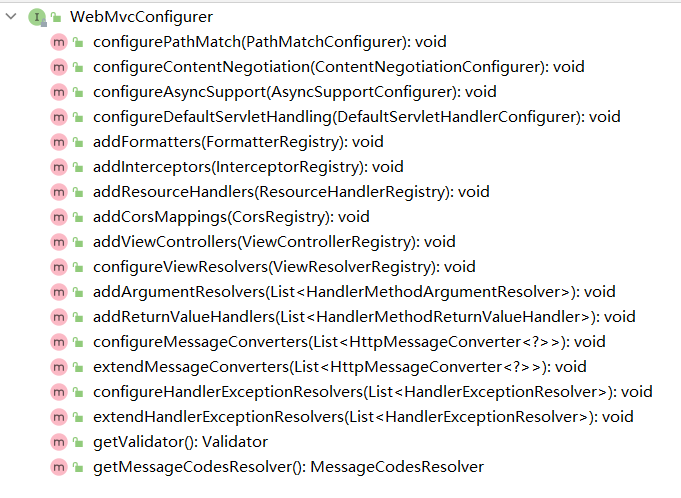 WebMvcConfigurer
configurePathMatch(PathMatchConfigurer): void
configureContentNegotiation(ContentNegotiationConfigurer): void
configureAsyncSupport(AsyncSupportConfigurer): void
configureDefaultServletHandling(DefaultServletHandlerConfigurer): void
addFormatters(FormatterRegistry): void
addInterceptors(InterceptorRegistry): void
addResourceHandlers(ResourceHandlerRegistry): void
addCorsMappings(CorsRegistry): void
addViewControllers(ViewControllerRegistry): void
configureViewResolvers(ViewResolverRegistry): void
addArgumentResolvers(List<HandlerMethodArgumentResolver>): void
addReturnValueHandlers(List<HandlerMethodReturnValueHandler>): void
configureMessageConverters(List<HttpMessageConverter<?>>): void
extendMessageConverters(List<HttpMessageConverter<?>>): void
configureHandlerExceptionResolvers(List<HandlerExceptionResolver>): void
extendHandlerExceptionResolvers(List<HandlerExceptionResolver>): void
getValidator(): Validator
getMessageCodesResolver(): MessageCodesResolver